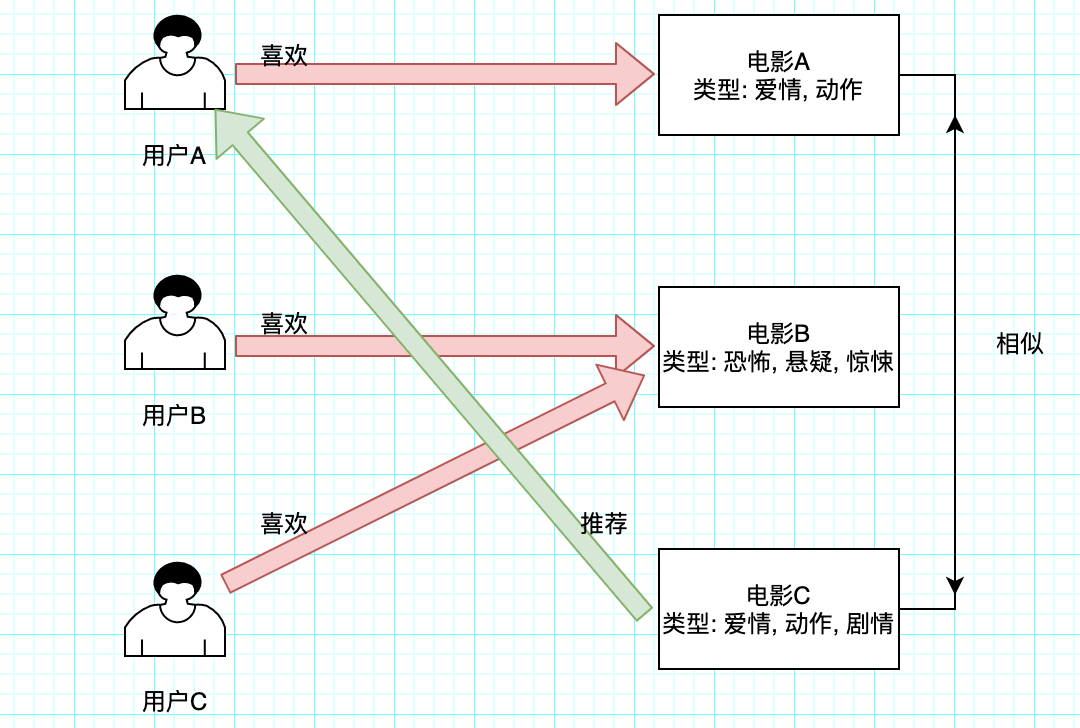 喜欢
电影A
类型: 爱情, 动作
用户A
喜欢
电影B
类型: 恐怖, 悬疑, 惊悚
相似
用户B
喜欢
推荐
电影C
类型: 爱情, 动作, 剧情
用户C